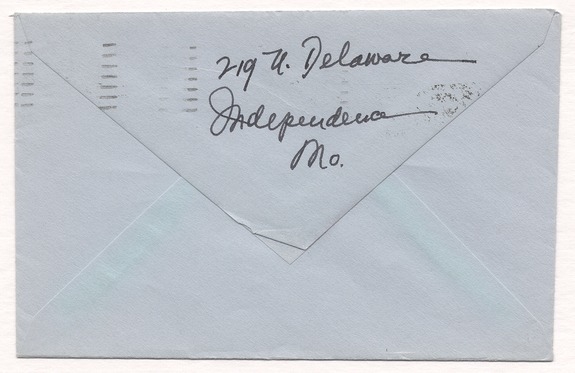 219 N. Delaware
Independence
Mo.